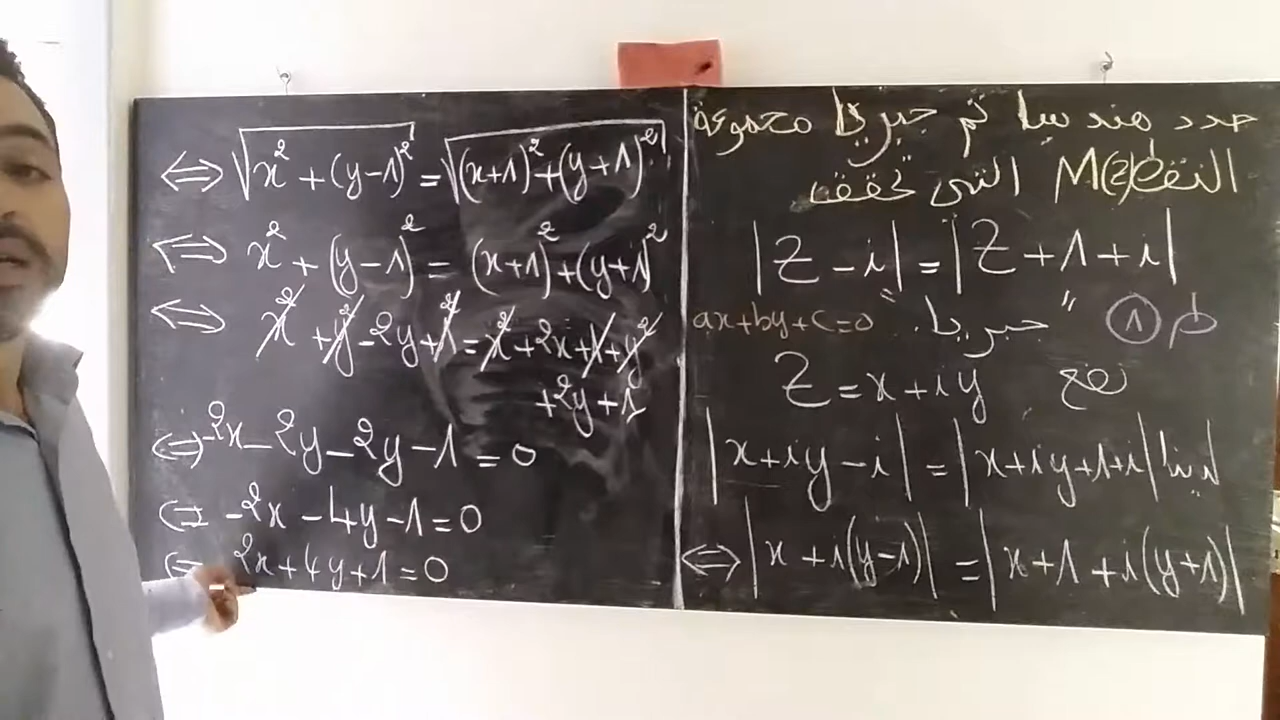 حدد هندسيا ثم جبريا مجموعة
النقط M(z) التي تحقق
|Z - i| = |Z + 1 + i|
ط ① " جبريا " ax+by+c=0
نضع Z = x + iy
لدينا |x + iy - i| = |x + iy + 1 + i|
⇔ |x + i(y-1)| = |x + 1 + i(y+1)|
⇔ √x² + (y-1)² = √(x+1)² + (y+1)²
⇔ x² + (y-1)² = (x+1)² + (y+1)²
⇔ x² + y² - 2y + 1 = x² + 2x + 1 + y²
+ 2y + 1
⇔ -2x - 2y - 2y - 1 = 0
⇔ -2x - 4y - 1 = 0
⇔ 2x + 4y + 1 = 0